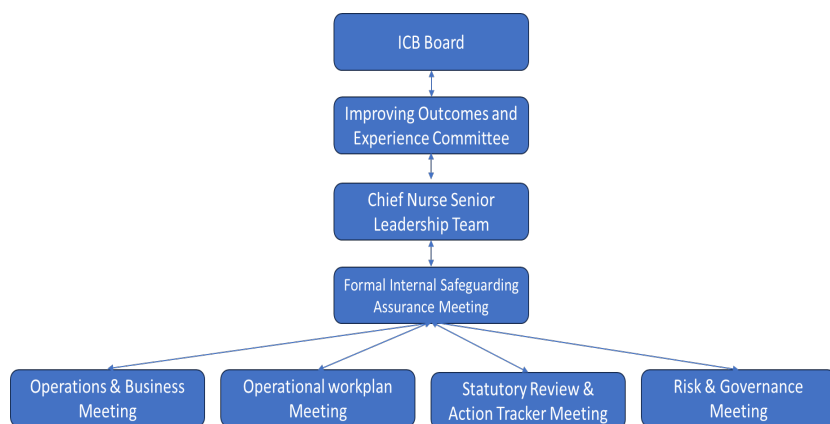 ICB Board
Improving Outcomes and
Experience Committee
Chief Nurse Senior
Leadership Team
Formal Internal Safeguarding
Assurance Meeting
Operations & Business
Meeting
Operational workplan
Meeting
Statutory Review &
Action Tracker Meeting
Risk & Governance
Meeting